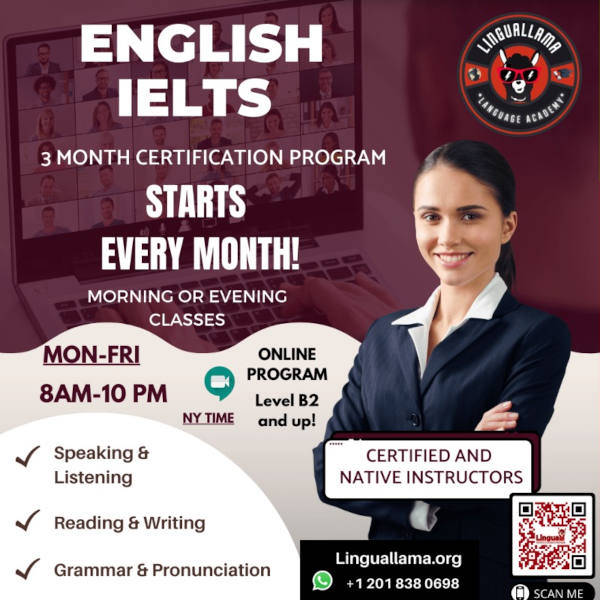 ENGLISH
IELTS
LINGUALLAMA
*LANGUAGE ACADEMY*
3 MONTH CERTIFICATION PROGRAM
STARTS
EVERY MONTH!
MORNING OR EVENING
CLASSES
MON-FRI
8AM-10 PM
NY TIME
ONLINE
PROGRAM
Level B2
and up!
Speaking &
Listening
Reading & Writing
Grammar & Pronunciation
CERTIFIED AND
NATIVE INSTRUCTORS
Linguallama.org
+1 201 838 0698
SCAN ME